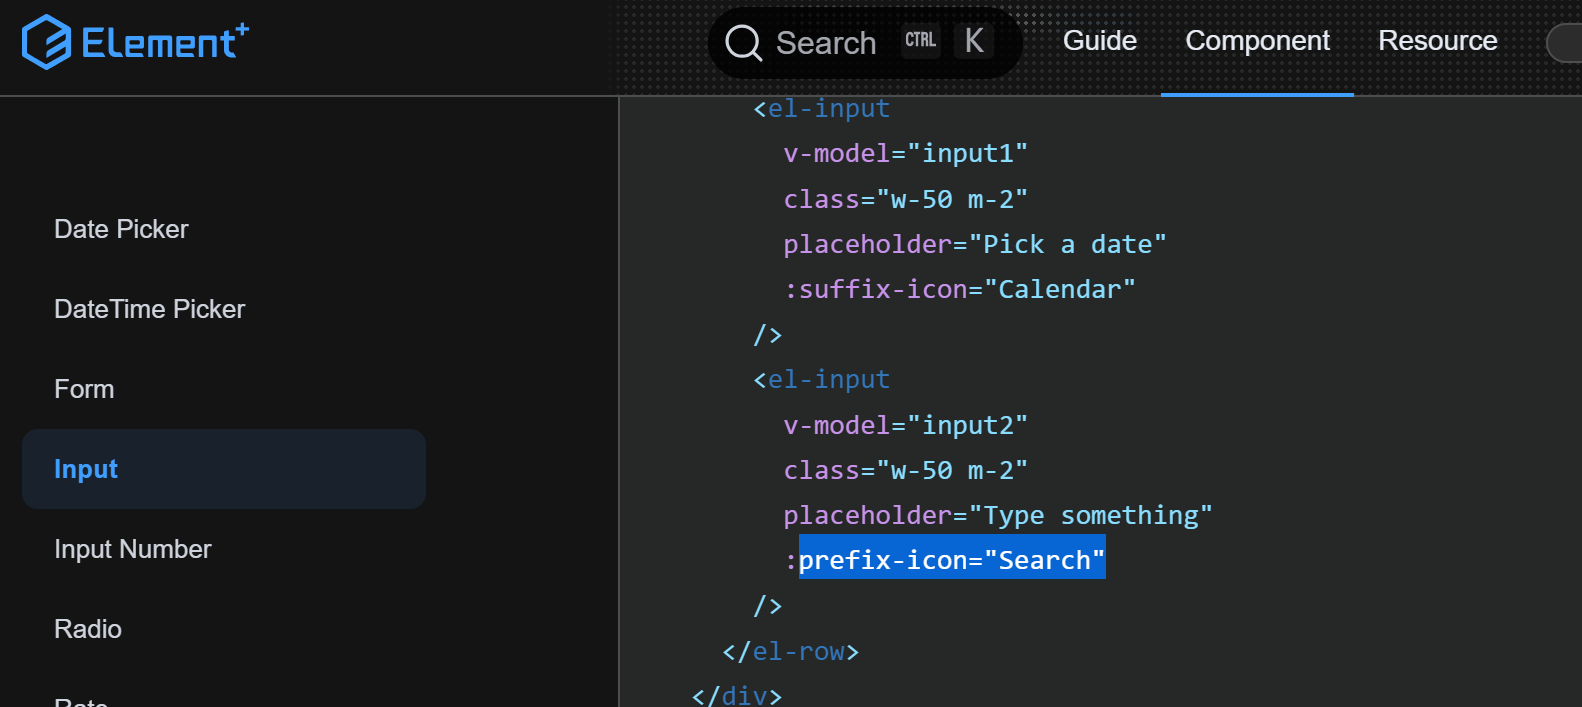 Element+
Search CTRL K
Guide
Component
Resource
Date Picker
DateTime Picker
Form
Input
Input Number
Radio
Rate
<el-input
v-model="input1"
class="w-50 m-2"
placeholder="Pick a date"
:suffix-icon="Calendar"
/>
<el-input
v-model="input2"
class="w-50 m-2"
placeholder="Type something"
:prefix-icon="Search"
/>
</el-row>
</div>